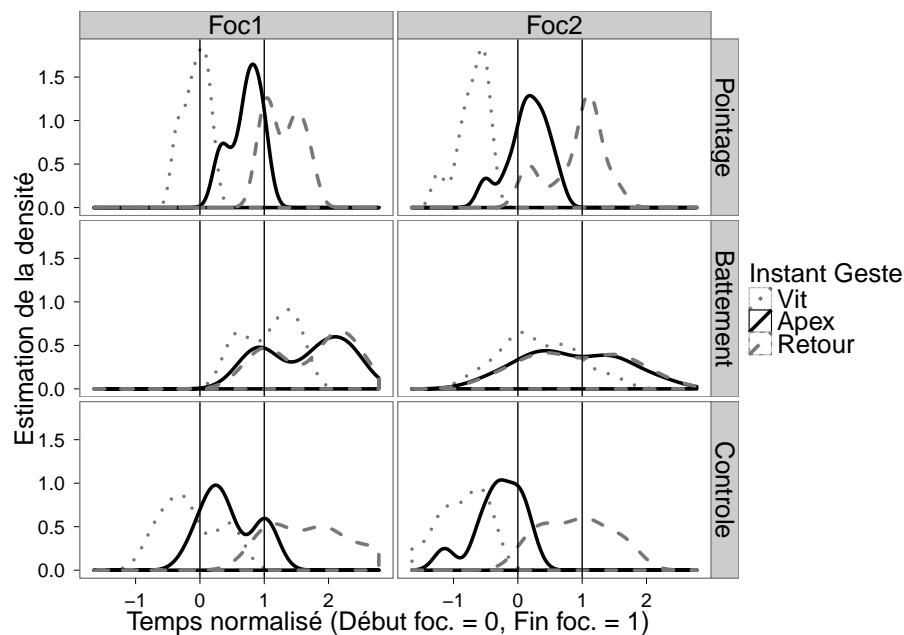 Foc1
Foc2
Estimation de la densité
1.5
1.0
0.5
0.0
Pointage
1.5
1.0
0.5
0.0
Battement
1.5
1.0
0.5
0.0
Controle
−1
0
1
2
−1
0
1
2
Temps normalisé (Début foc. = 0, Fin foc. = 1)
Instant Geste
Vit
Apex
Retour